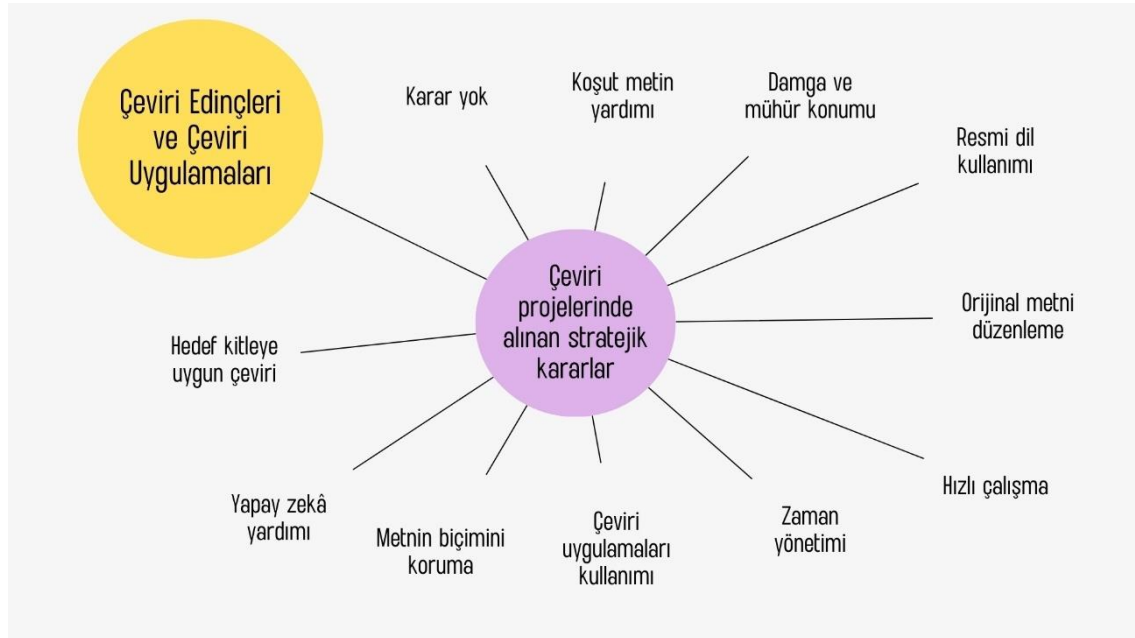 Çeviri Edinçleri
ve Çeviri
Uygulamaları
Karar yok
Koşut metin
yardımı
Damga ve
mühür konumu
Resmi dil
kullanımı
Çeviri
projelerinde
alınan stratejik
kararlar
Orijinal metni
düzenleme
Hedef kitleye
uygun çeviri
Hızlı çalışma
Yapay zekâ
yardımı
Metnin biçimini
koruma
Çeviri
uygulamaları
kullanımı
Zaman
yönetimi